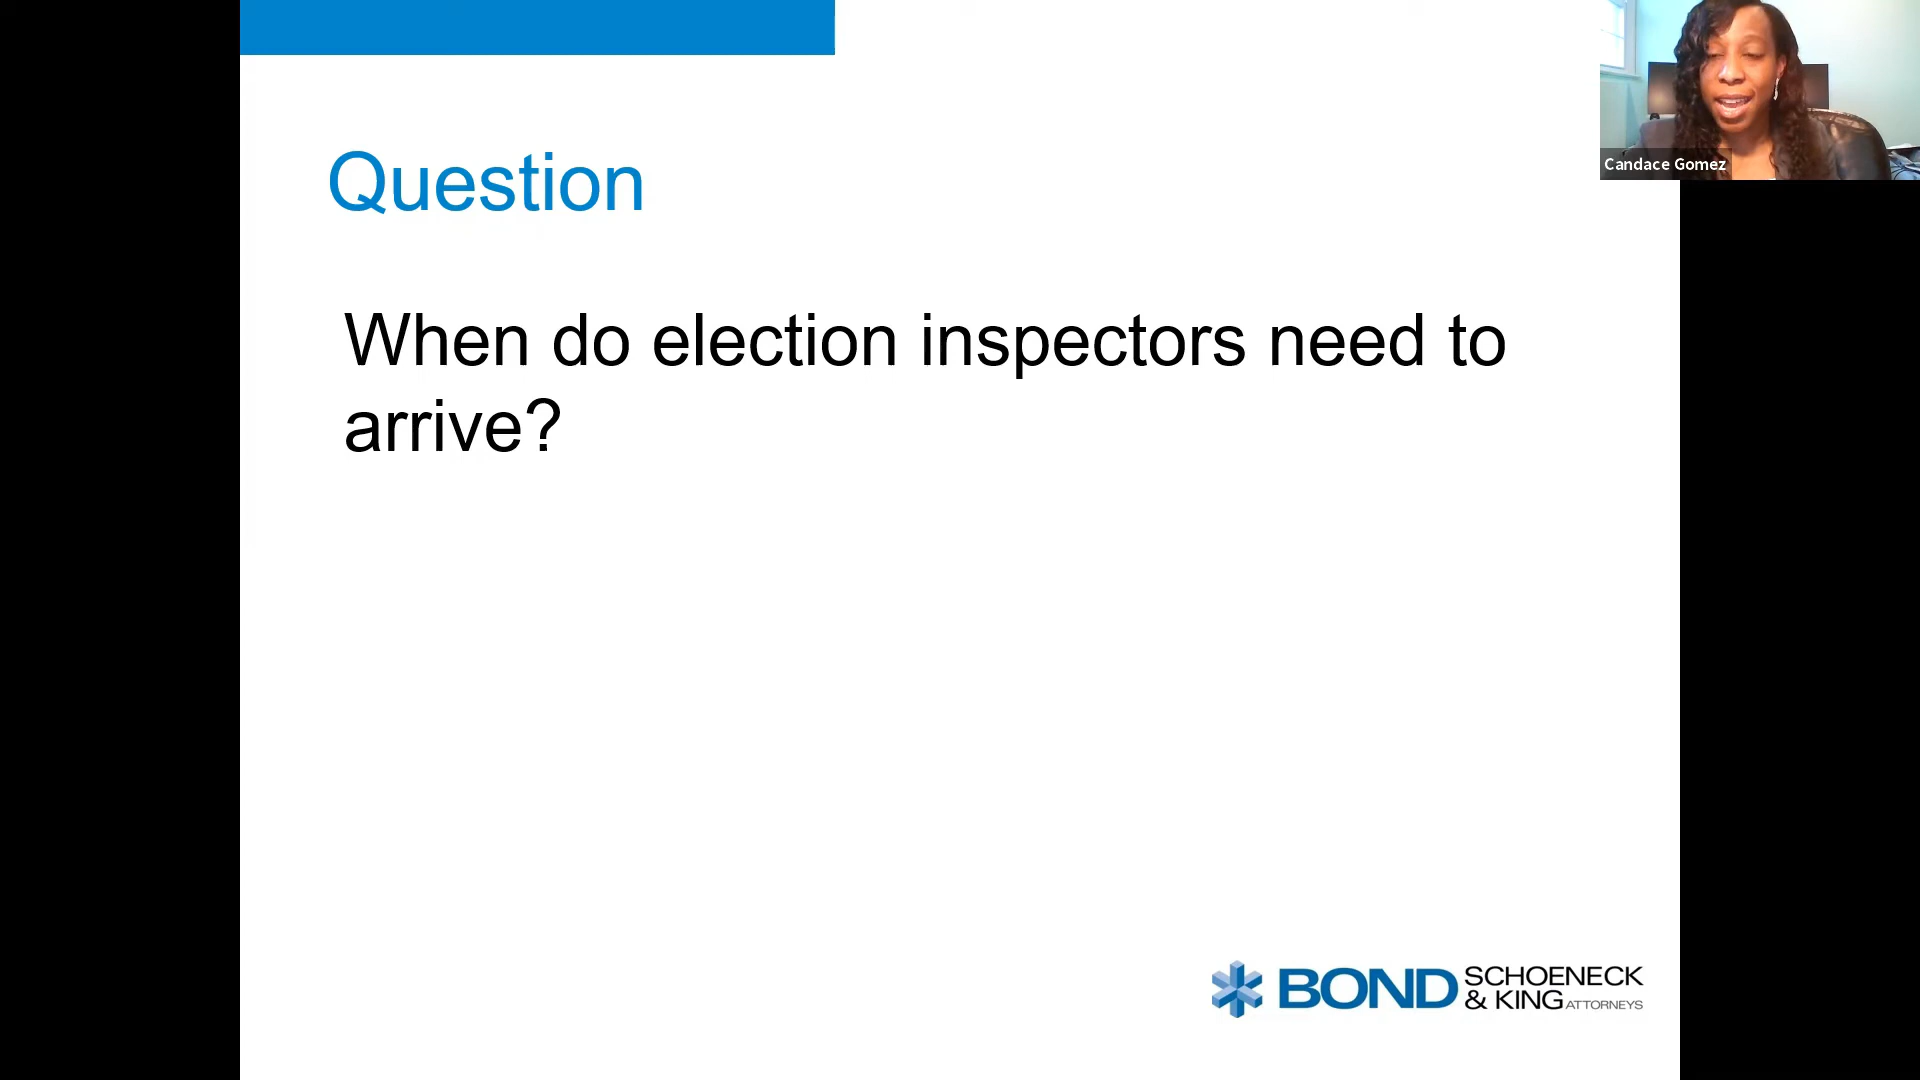 Question
When do election inspectors need to
arrive?
Candace Gomez
BOND SCHOENECK
& KING ATTORNEYS